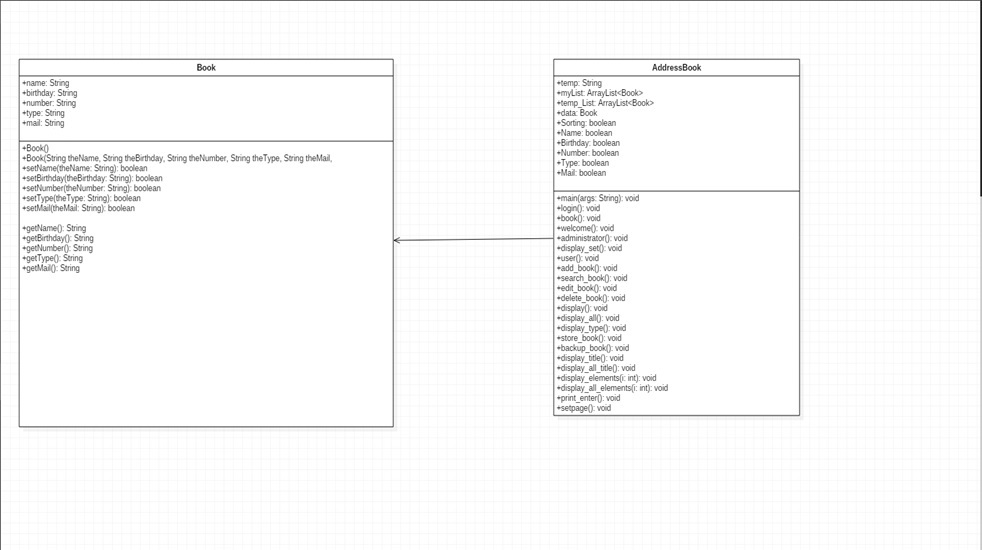 Book
+name: String
+birthday: String
+number: String
+type: String
+mail: String
+Book()
+Book(String theName, String theBirthday, String theNumber, String theType, String theMail,
+setName(theName: String): boolean
+setBirthday(theBirthday: String): boolean
+setNumber(theNumber: String): boolean
+setType(theType: String): boolean
+setMail(theMail: String): boolean
+getName(): String
+getBirthday(): String
+getNumber(): String
+getType(): String
+getMail(): String
AddressBook
+temp: String
+myList: ArrayList<Book>
+temp_List: ArrayList<Book>
+data: Book
+Sorting: boolean
+Name: boolean
+Birthday: boolean
+Number: boolean
+Type: boolean
+Mail: boolean
+main(args: String): void
+login(): void
+book(): void
+welcome(): void
+administrator(): void
+display_set(): void
+user(): void
+add_book(): void
+search_book(): void
+edit_book(): void
+delete_book(): void
+display(): void
+display_all(): void
+display_type(): void
+store_book(): void
+backup_book(): void
+display_title(): void
+display_all_title(): void
+display_elements(i: int): void
+display_all_elements(i: int): void
+print_enter(): void
+setpage(): void